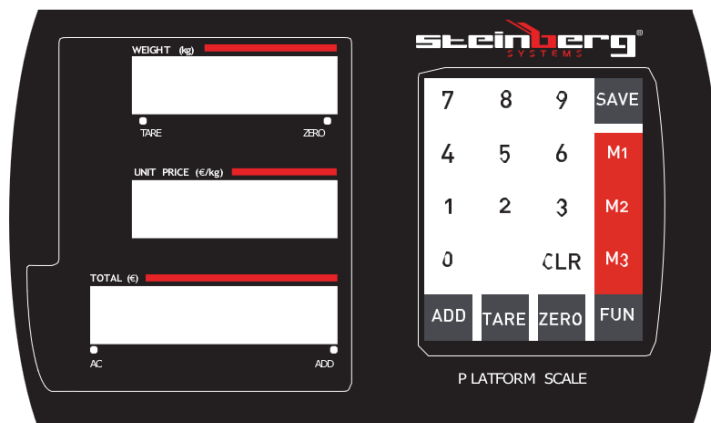 WEIGHT (kg)
TARE ZERO
UNIT PRICE (€/kg)
TOTAL (€)
AC ADD
steinberg®
SYSTEMS
7 8 9 SAVE
4 5 6 M1
1 2 3 M2
0 CLR M3
ADD TARE ZERO FUN
PLATFORM SCALE